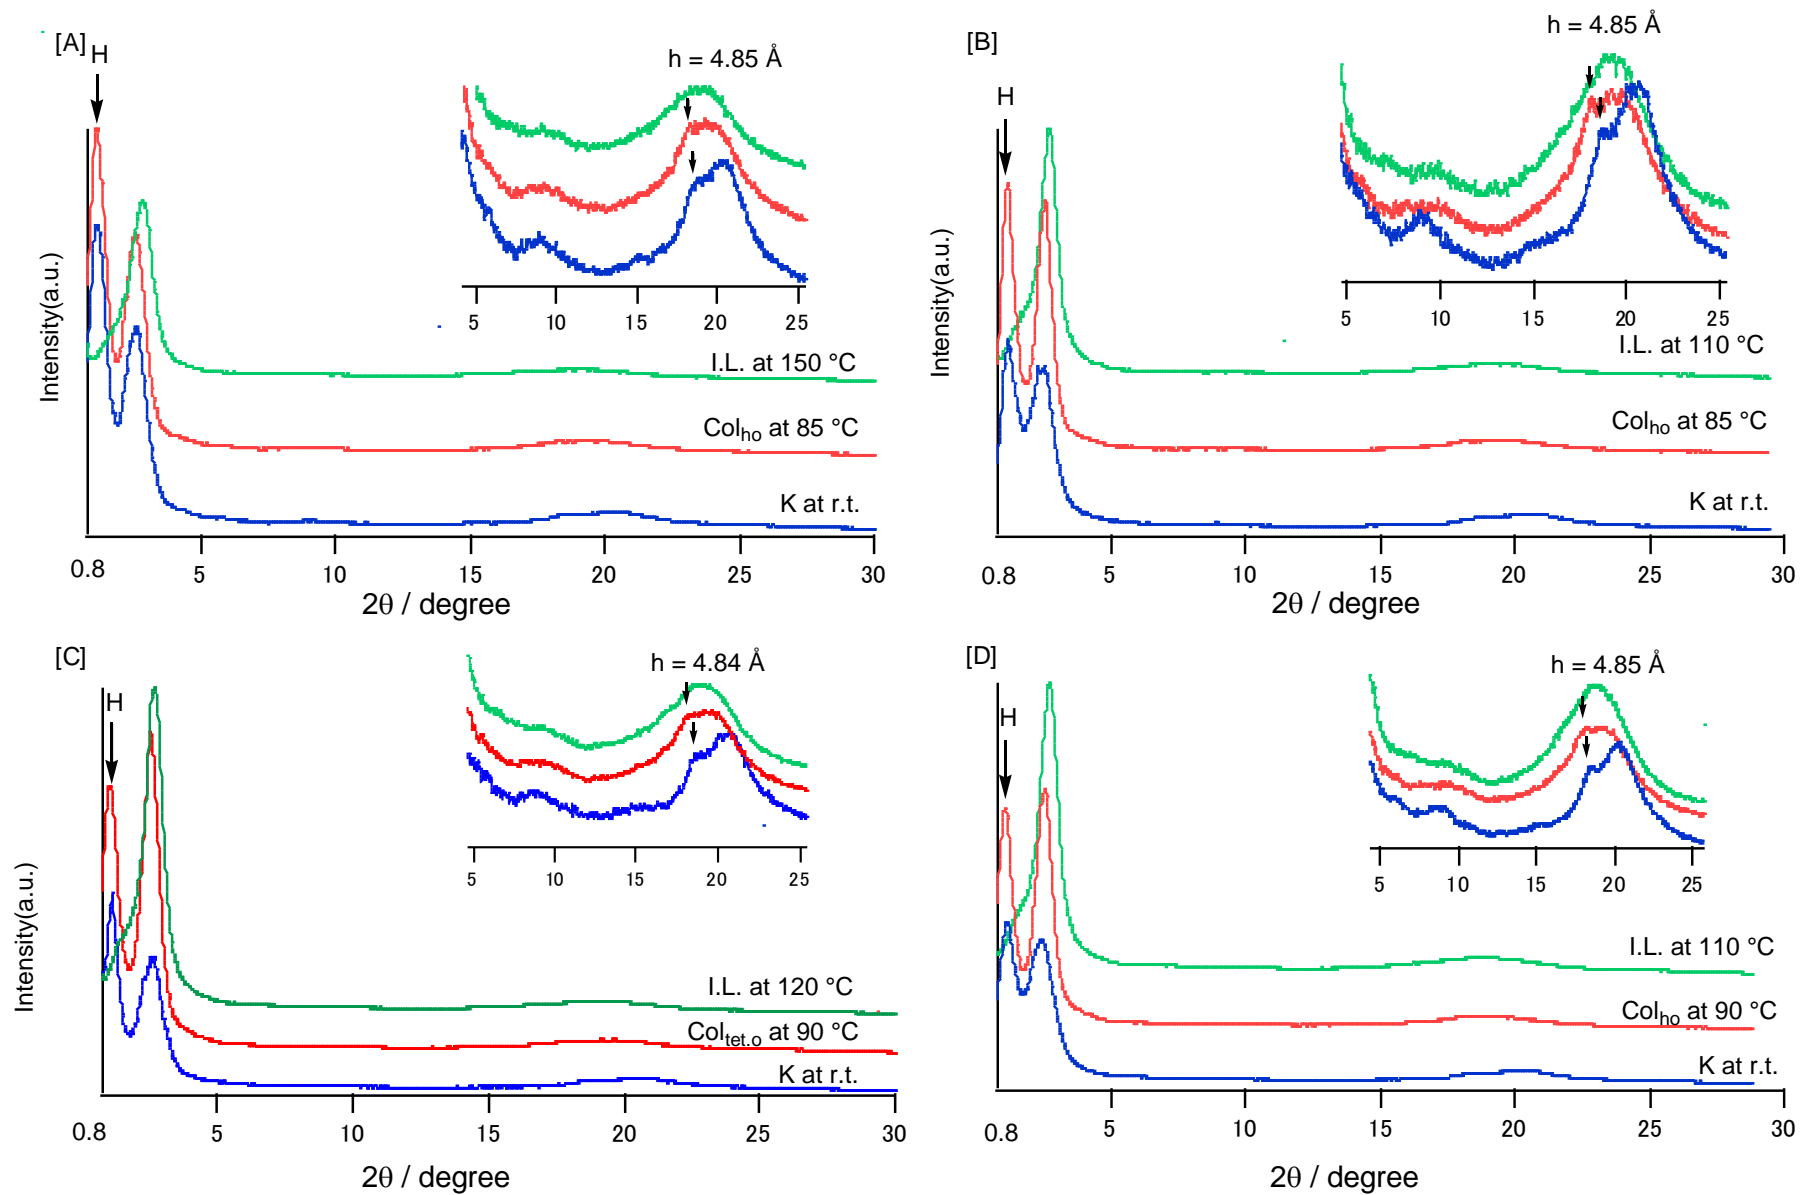 [A]
H
h = 4.85 Å
5 10 15 20 25
Intensity(a.u.)
I.L. at 150 °C
Colho at 85 °C
K at r.t.
0.8 5 10 15 20 25 30
2θ / degree
[B]
H
h = 4.85 Å
5 10 15 20 25
Intensity(a.u.)
I.L. at 110 °C
Colho at 85 °C
K at r.t.
0.8 5 10 15 20 25 30
2θ / degree
[C]
H
h = 4.84 Å
5 10 15 20 25
Intensity(a.u.)
I.L. at 120 °C
Coltet.o at 90 °C
K at r.t.
0.8 5 10 15 20 25 30
2θ / degree
[D]
H
h = 4.85 Å
5 10 15 20 25
I.L. at 110 °C
Colho at 90 °C
K at r.t.
0.8 5 10 15 20 25 30
2θ / degree